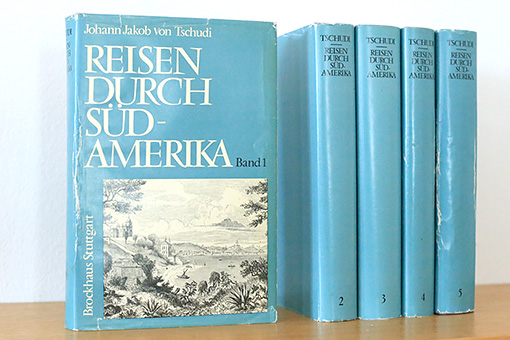 Johann Jakob von Tschudi
REISEN
DURCH
SÜD-
AMERIKA
Band 1
Brockhaus Stuttgart
TSCHUDI
REISEN
DURCH
SÜD-
AMERIKA
2
TSCHUDI
REISEN
DURCH
SÜD-
AMERIKA
3
TSCHUDI
REISEN
DURCH
SÜD-
AMERIKA
4
TSCHUDI
REISEN
DURCH
SÜD-
AMERIKA
5